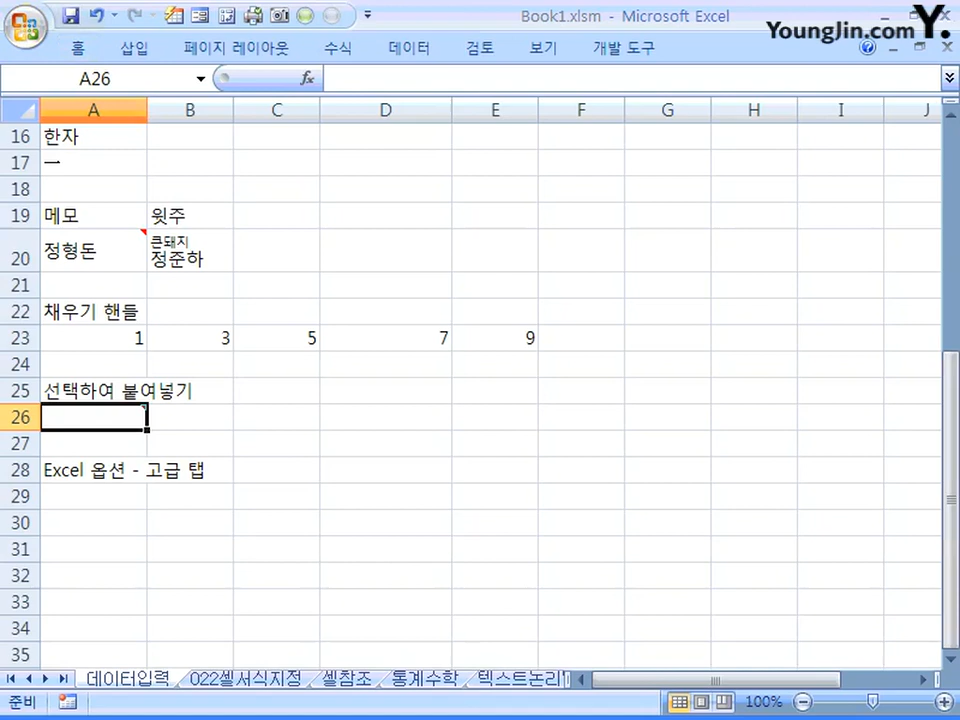 Book1.xlsm - Microsoft Excel
YoungJin.com Y.
홈 삽입 페이지 레이아웃 수식 데이터 검토 보기 개발 도구
A26 fx
A B C D E F G H I J
16 한자
17 ㅡ
18
19 메모 윗주
큰돼지
20 정형돈 정준하
21
22 채우기 핸들
23 1 3 5 7 9
24
25 선택하여 붙여넣기
26
27
28 Excel 옵션 - 고급 탭
29
30
31
32
33
34
35
데이터입력 022셀서식지정 셀참조 통계수학 텍스트논리
준비 100%